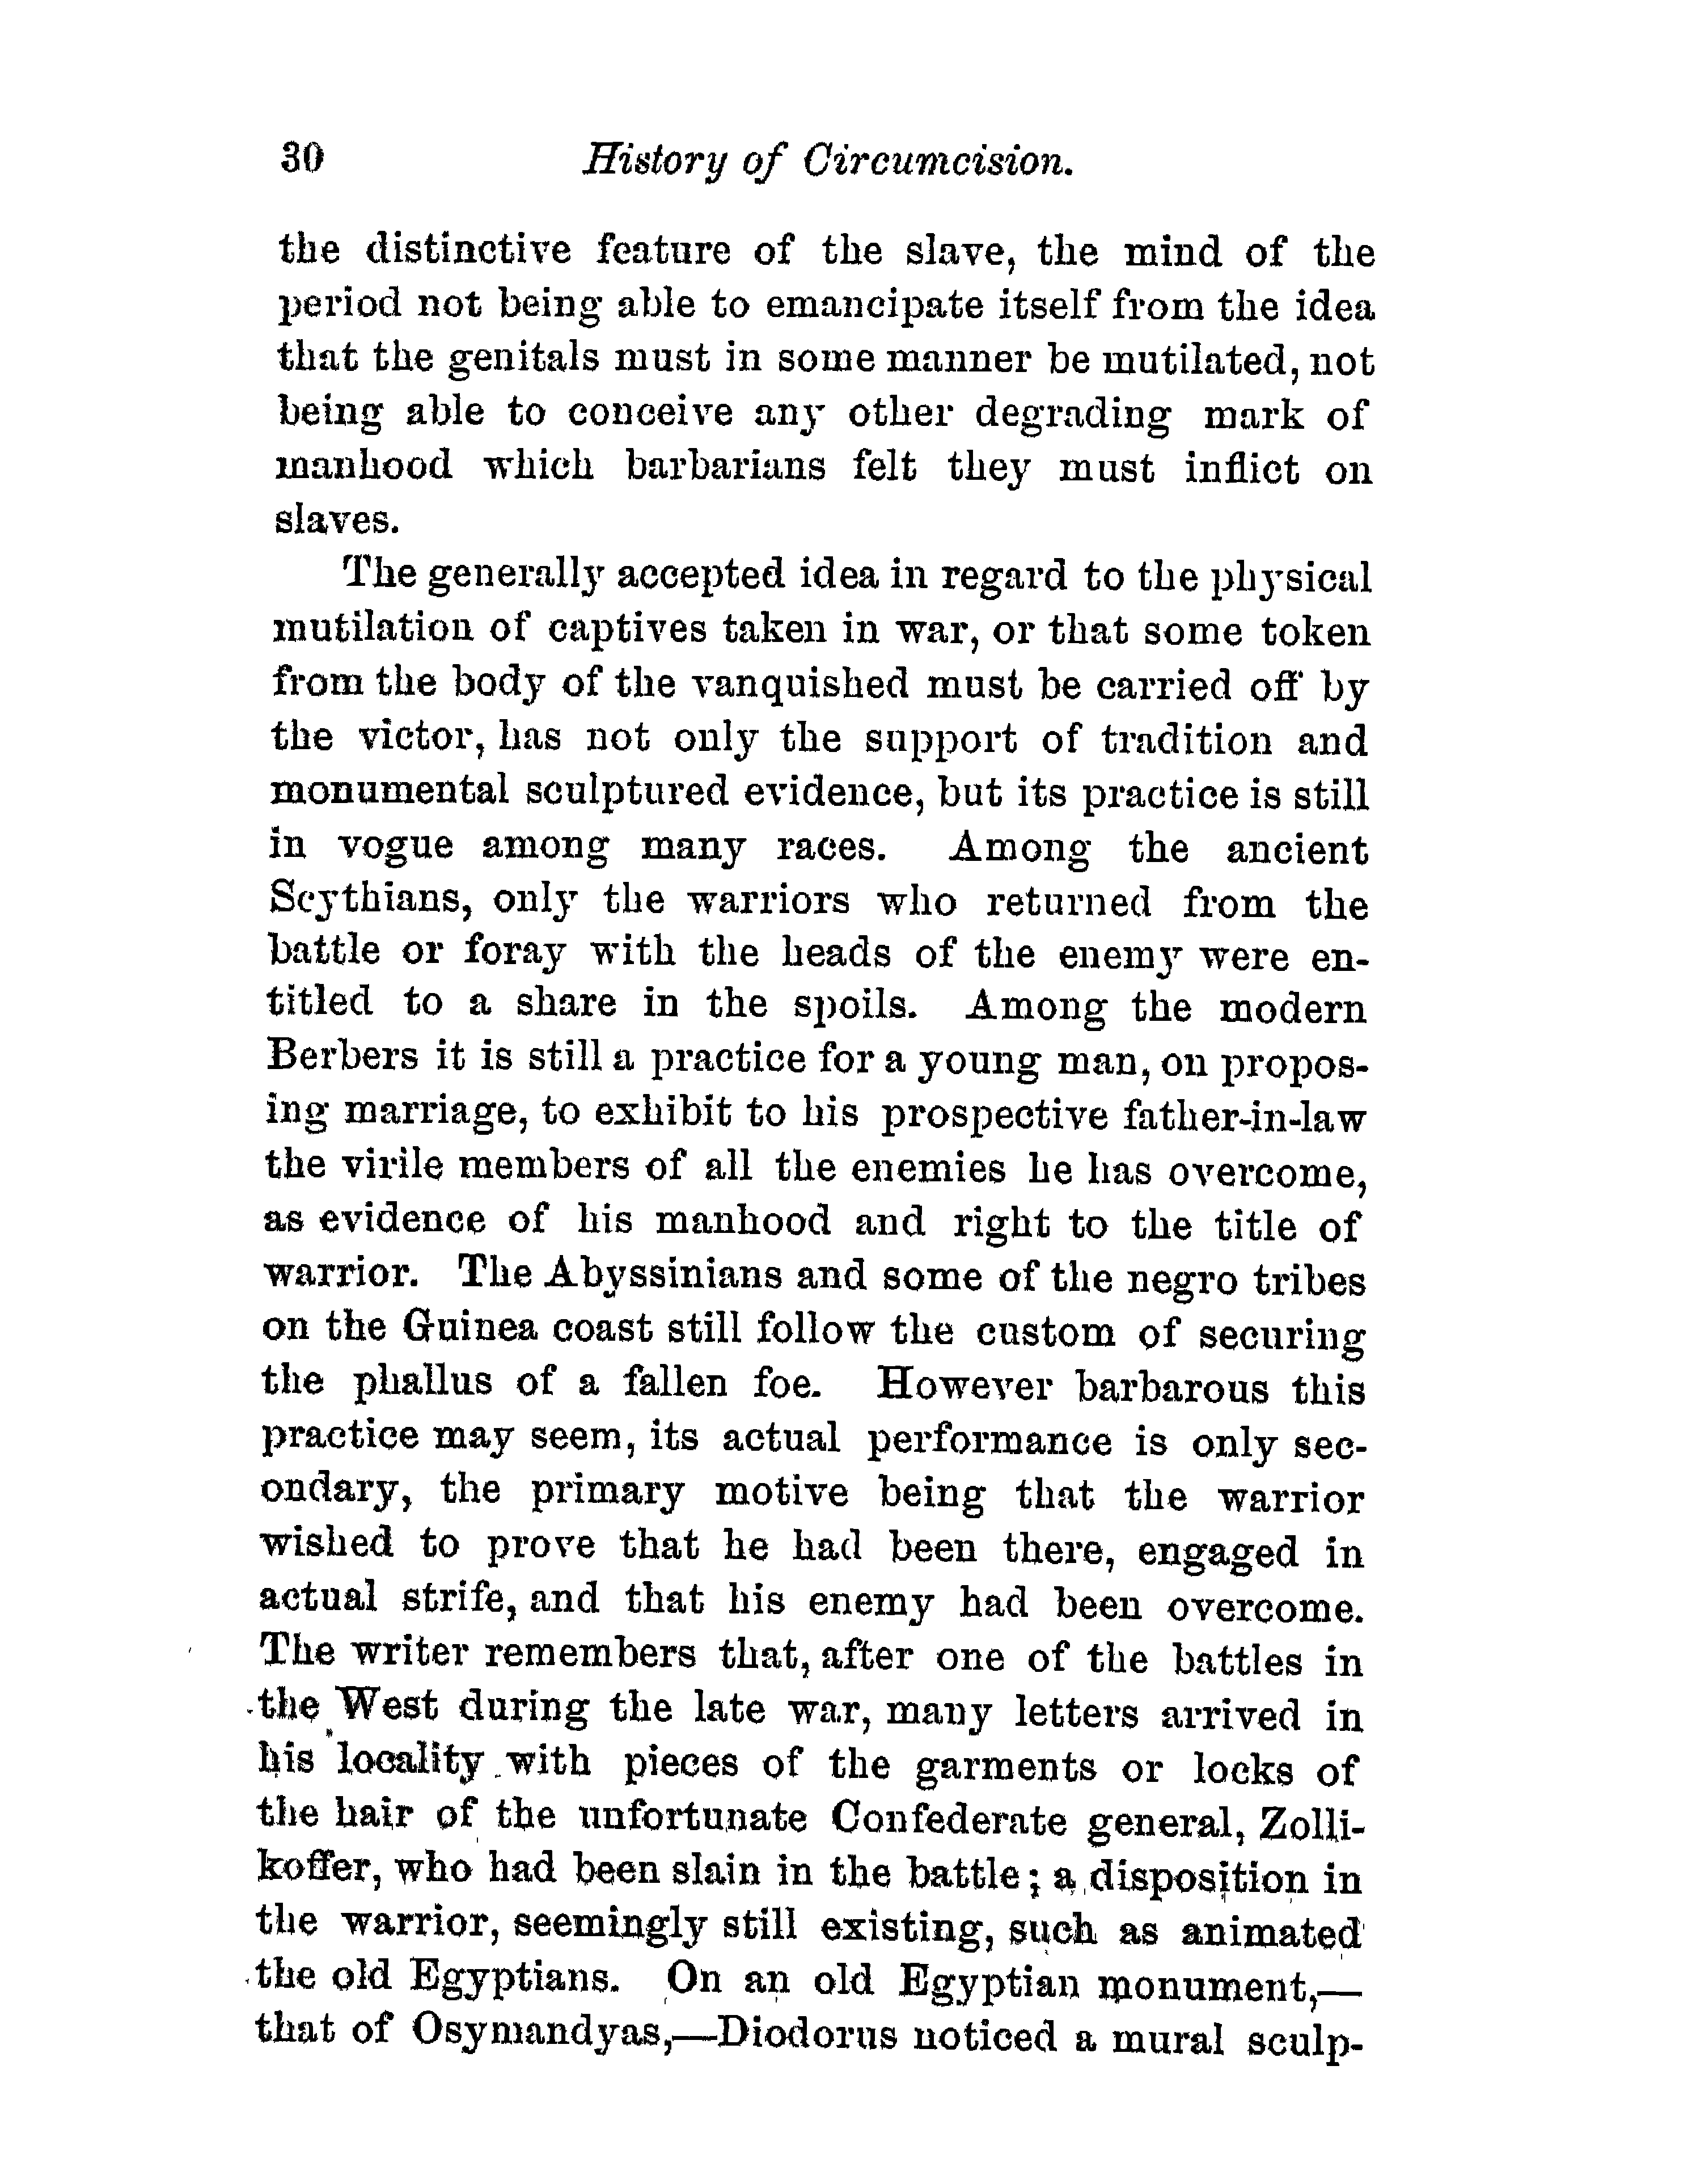 30 History of Circumcision.
the distinctive feature of the slave, the mind of the
period not being able to emancipate itself from the idea
that the genitals must in some manner be mutilated, not
being able to conceive any other degrading mark of
manhood which barbarians felt they must inflict on
slaves.
The generally accepted idea in regard to the physical
mutilation of captives taken in war, or that some token
from the body of the vanquished must be carried off by
the victor, has not only the support of tradition and
monumental sculptured evidence, but its practice is still
in vogue among many races. Among the ancient
Scythians, only the warriors who returned from the
battle or foray with the heads of the enemy were en-
titled to a share in the spoils. Among the modern
Berbers it is still a practice for a young man, on propos-
ing marriage, to exhibit to his prospective father-in-law
the virile members of all the enemies he has overcome,
as evidence of his manhood and right to the title of
warrior. The Abyssinians and some of the negro tribes
on the Guinea coast still follow the custom of securing
the phallus of a fallen foe. However barbarous this
practice may seem, its actual performance is only sec-
ondary, the primary motive being that the warrior
wished to prove that he had been there, engaged in
actual strife, and that his enemy had been overcome.
The writer remembers that, after one of the battles in
the West during the late war, many letters arrived in
his locality with pieces of the garments or locks of
the hair of the unfortunate Confederate general, Zolli-
koffer, who had been slain in the battle; a disposition in
the warrior, seemingly still existing, such as animated
the old Egyptians. On an old Egyptian monument,—
that of Osymandyas,—Diodorus noticed a mural sculp-